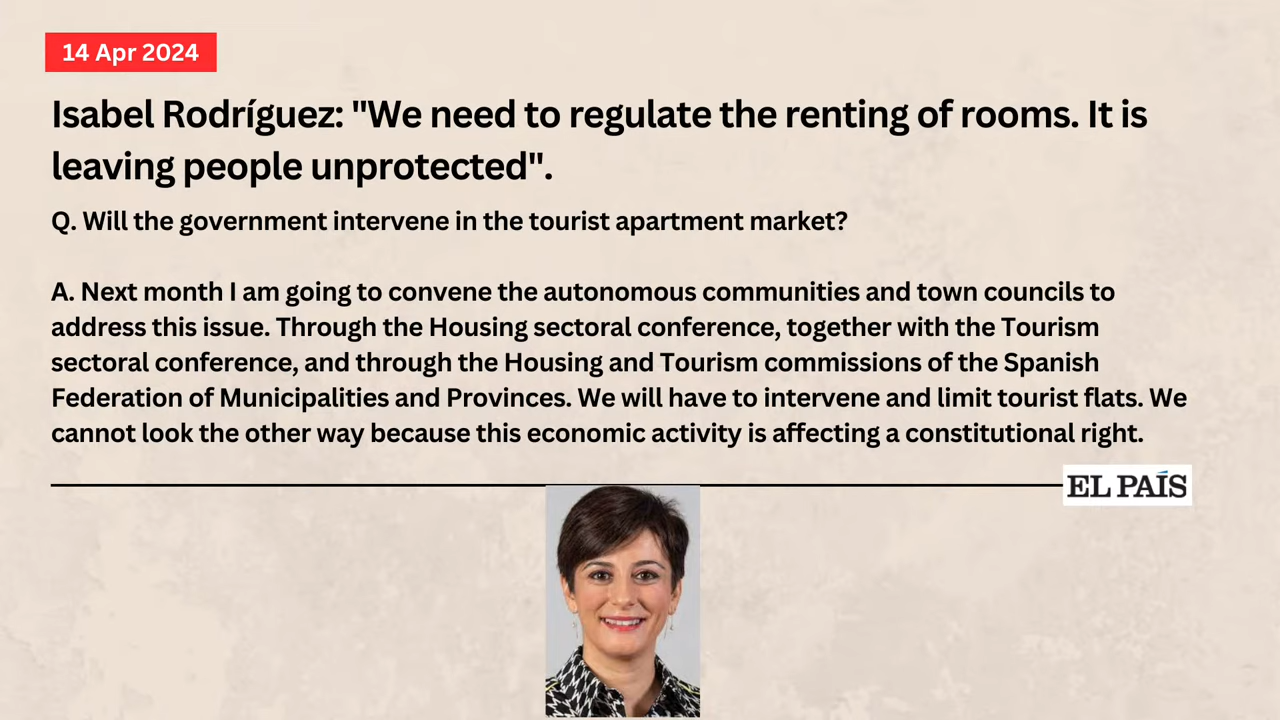 14 Apr 2024
Isabel Rodríguez: "We need to regulate the renting of rooms. It is
leaving people unprotected".
Q. Will the government intervene in the tourist apartment market?
A. Next month I am going to convene the autonomous communities and town councils to
address this issue. Through the Housing sectoral conference, together with the Tourism
sectoral conference, and through the Housing and Tourism commissions of the Spanish
Federation of Municipalities and Provinces. We will have to intervene and limit tourist flats. We
cannot look the other way because this economic activity is affecting a constitutional right.
EL PAÍS